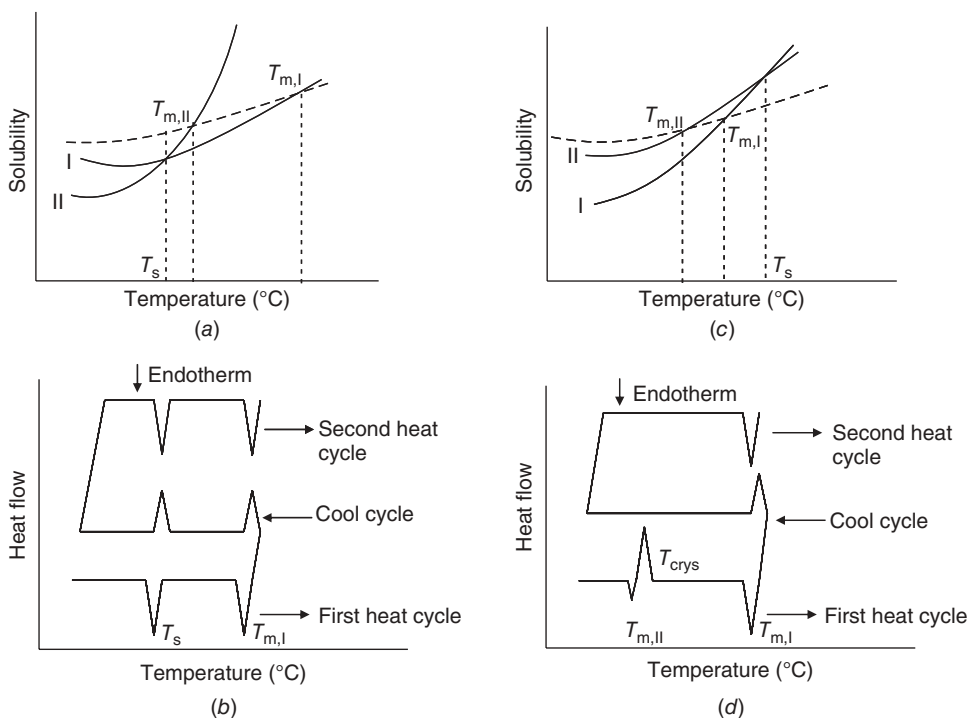 Solubility
I
II
T_m,II
T_m,I
T_s
Temperature (°C)
(a)
Solubility
II
I
T_m,II
T_m,I
T_s
Temperature (°C)
(c)
Heat flow
Endotherm
Second heat
cycle
Cool cycle
First heat cycle
T_s
T_m,I
Temperature (°C)
(b)
Heat flow
Endotherm
Second heat
cycle
Cool cycle
T_crys
First heat cycle
T_m,II
T_m,I
Temperature (°C)
(d)